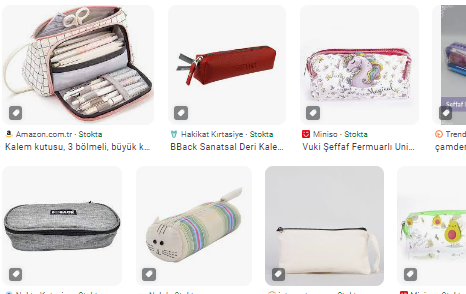 Amazon.com.tr · Stokta
Kalem kutusu, 3 bölmeli, büyük k...
Hakikat Kırtasiye · Stokta
BBack Sanatsal Deri Kale...
Miniso · Stokta
Vuki Şeffaf Fermuarlı Uni...
Şeffaf
Trend
çamder